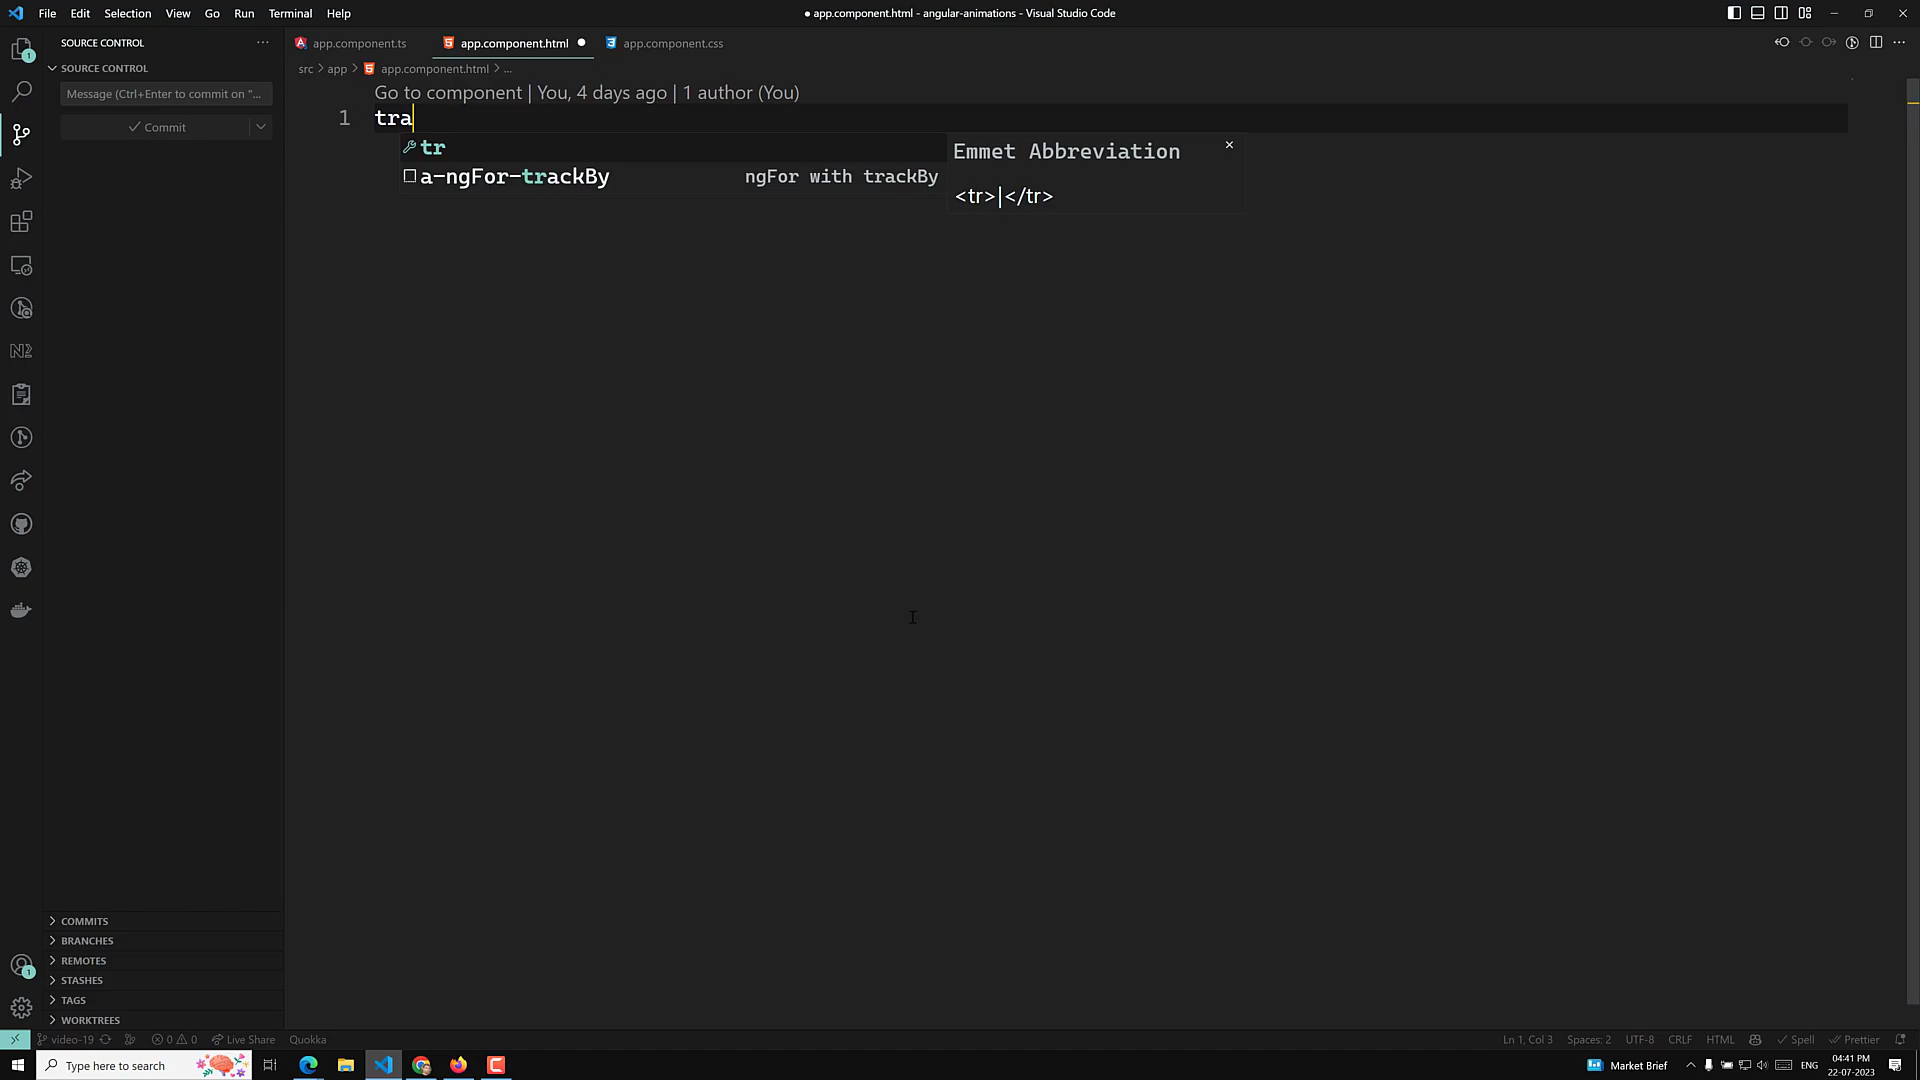 File Edit Selection View Go Run Terminal Help
● app.component.html - angular-animations - Visual Studio Code
SOURCE CONTROL
SOURCE CONTROL
Message (Ctrl+Enter to commit on "...
Commit
app.component.ts
app.component.html
app.component.css
src > app > app.component.html > ...
Go to component | You, 4 days ago | 1 author (You)
1 tra
tr
a-ngFor-trackBy ngFor with trackBy
Emmet Abbreviation
<tr>|</tr>
1
N2
COMMITS
BRANCHES
REMOTES
STASHES
TAGS
WORKTREES
1
video-19 0 0 Live Share Quokka
Ln 1, Col 3 Spaces: 2 UTF-8 CRLF HTML Spell Prettier
Type here to search
Market Brief
ENG
04:41 PM
22-07-2023